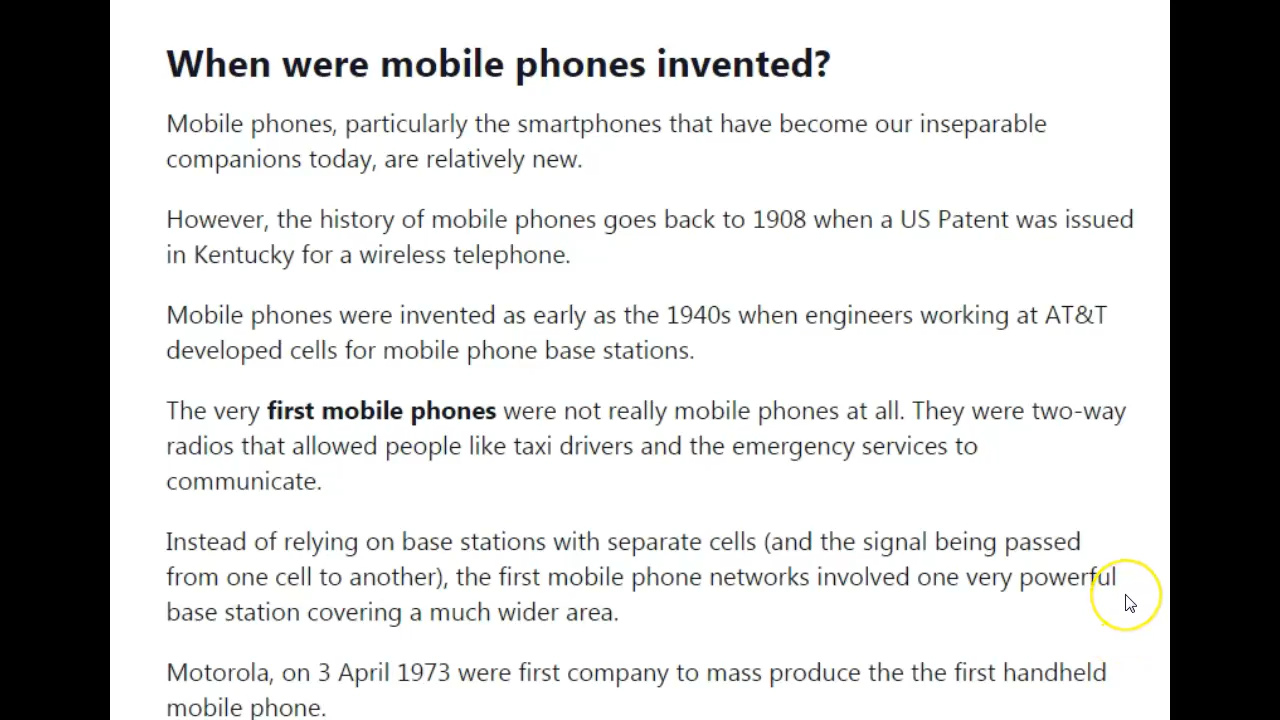 When were mobile phones invented?
Mobile phones, particularly the smartphones that have become our inseparable
companions today, are relatively new.
However, the history of mobile phones goes back to 1908 when a US Patent was issued
in Kentucky for a wireless telephone.
Mobile phones were invented as early as the 1940s when engineers working at AT&T
developed cells for mobile phone base stations.
The very first mobile phones were not really mobile phones at all. They were two-way
radios that allowed people like taxi drivers and the emergency services to
communicate.
Instead of relying on base stations with separate cells (and the signal being passed
from one cell to another), the first mobile phone networks involved one very powerful
base station covering a much wider area.
Motorola, on 3 April 1973 were first company to mass produce the the first handheld
mobile phone.